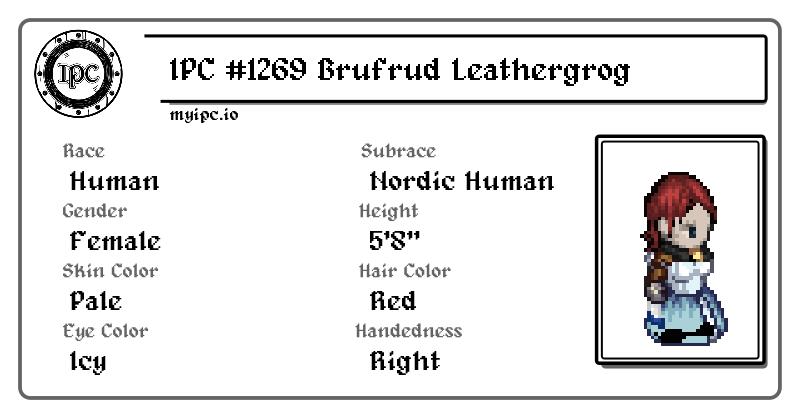 IPC
IPC #1269 Brufrud Leathergrog
myipc.io
Race
Human
Subrace
Nordic Human
Gender
Female
Height
5'8"
Skin Color
Pale
Hair Color
Red
Eye Color
Icy
Handedness
Right